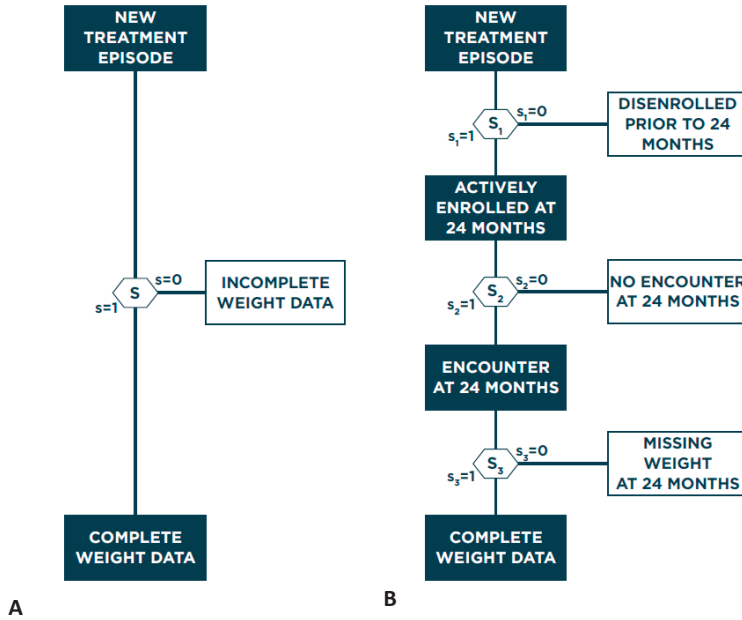 NEW
TREATMENT
EPISODE
S
s=0
s=1
INCOMPLETE
WEIGHT DATA
COMPLETE
WEIGHT DATA
A
NEW
TREATMENT
EPISODE
S₁
s₁=0
s₁=1
DISENROLLED
PRIOR TO 24
MONTHS
ACTIVELY
ENROLLED AT
24 MONTHS
S₂
s₂=0
s₂=1
NO ENCOUNTER
AT 24 MONTHS
ENCOUNTER
AT 24 MONTHS
S₃
s₃=0
s₃=1
MISSING
WEIGHT
AT 24 MONTHS
COMPLETE
WEIGHT DATA
B